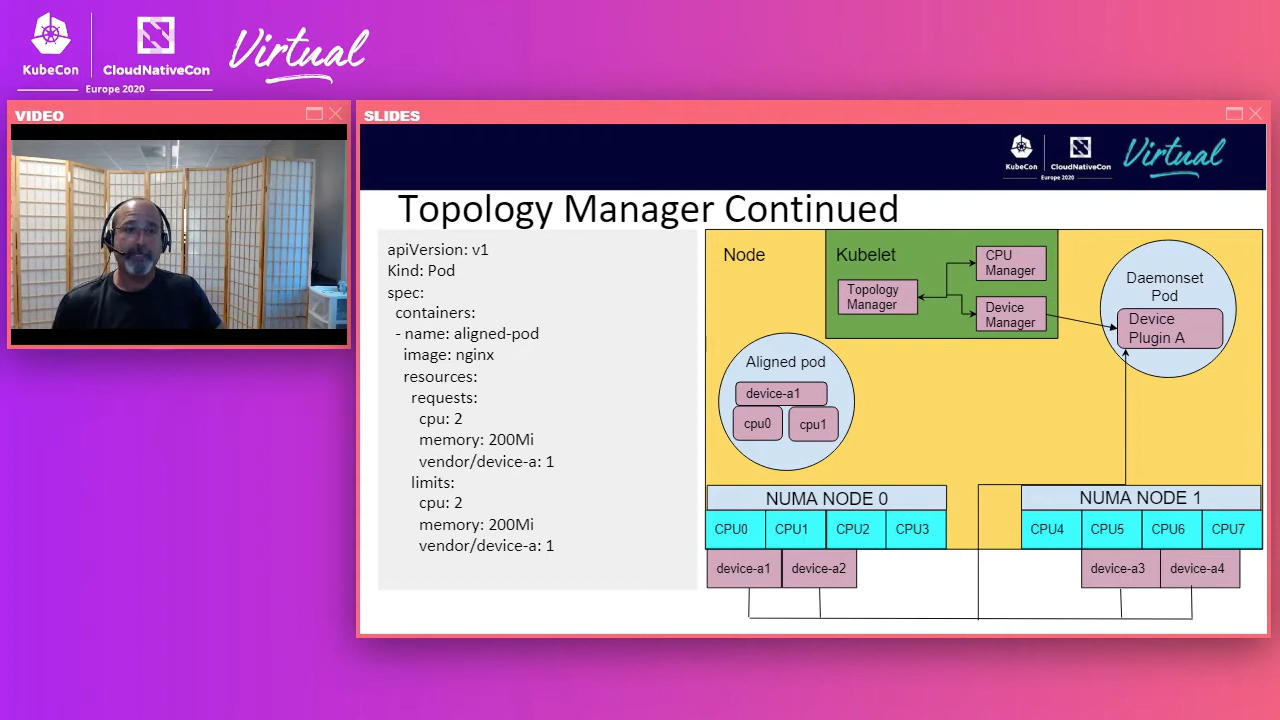 KubeCon
CloudNativeCon
Virtual
Europe 2020
VIDEO
SLIDES
KubeCon
CloudNativeCon
Virtual
Europe 2020
Topology Manager Continued
apiVersion: v1
Kind: Pod
spec:
containers:
- name: aligned-pod
image: nginx
resources:
requests:
cpu: 2
memory: 200Mi
vendor/device-a: 1
limits:
cpu: 2
memory: 200Mi
vendor/device-a: 1
Node
Kubelet
Topology
Manager
CPU
Manager
Device
Manager
Daemonset
Pod
Device
Plugin A
Aligned pod
device-a1
cpu0
cpu1
NUMA NODE 0
CPU0
CPU1
CPU2
CPU3
device-a1
device-a2
NUMA NODE 1
CPU4
CPU5
CPU6
CPU7
device-a3
device-a4